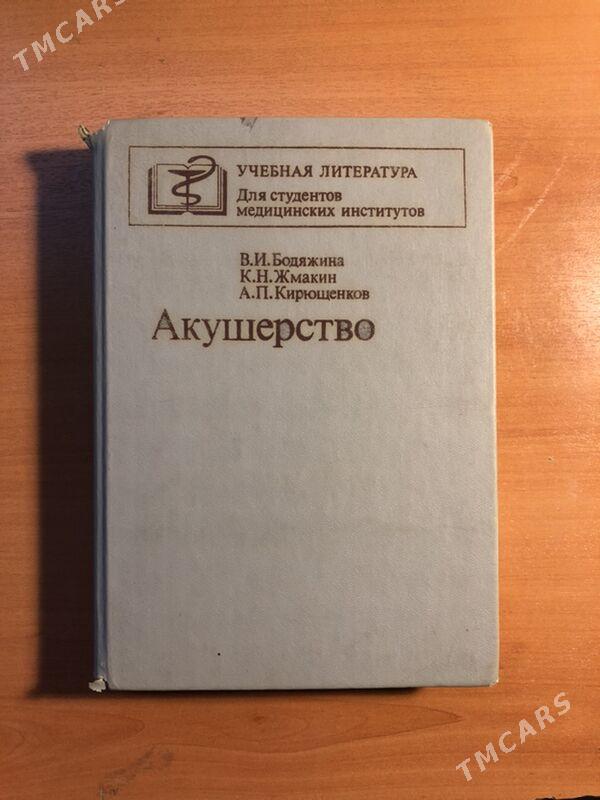 TMCARS
УЧЕБНАЯ ЛИТЕРАТУРА
Для студентов
медицинских институтов
В.И.Бодяжина
К.Н.Жмакин
А.П.Кирющенков
Акушерство
TMCARS